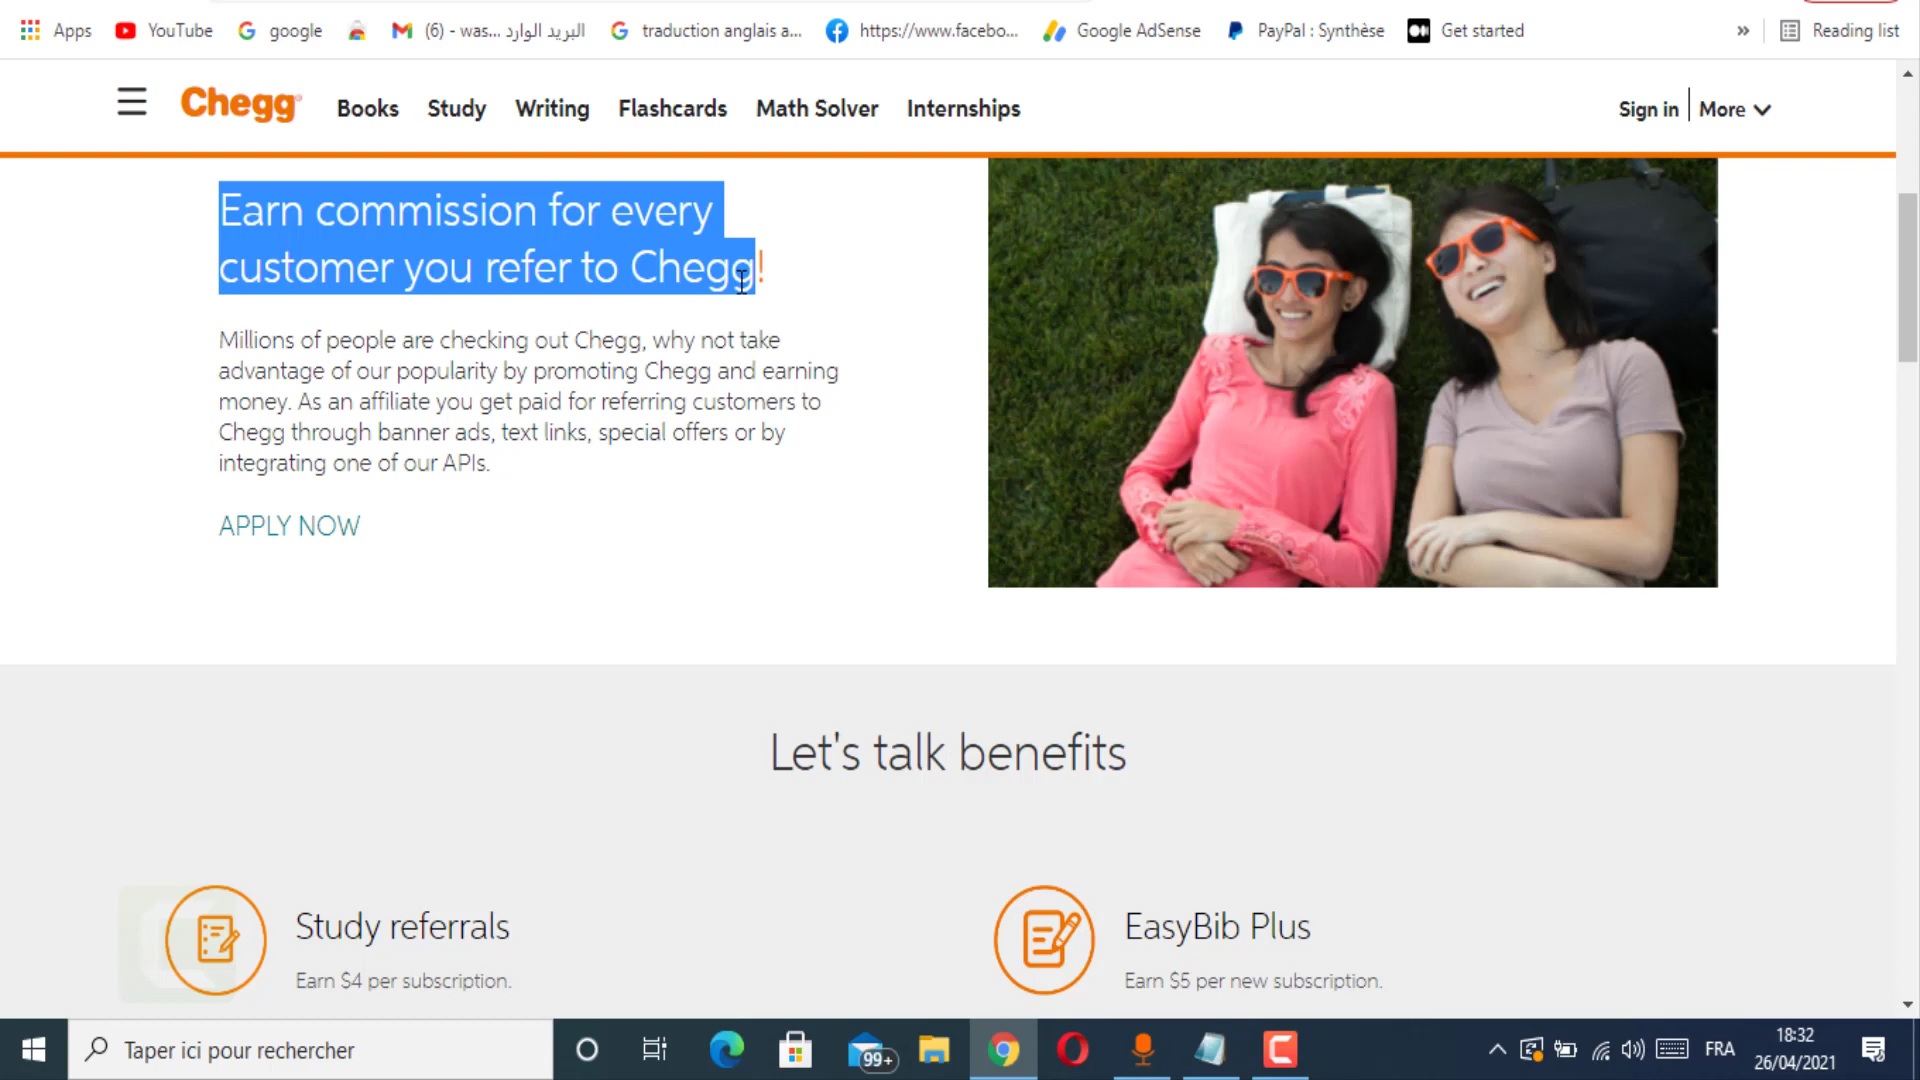 Apps YouTube google (6) - was... البريد الوارد traduction anglais a... https://www.facebo... Google AdSense PayPal : Synthèse Get started » Reading list
Chegg Books Study Writing Flashcards Math Solver Internships Sign in More
Earn commission for every
customer you refer to Chegg!
Millions of people are checking out Chegg, why not take
advantage of our popularity by promoting Chegg and earning
money. As an affiliate you get paid for referring customers to
Chegg through banner ads, text links, special offers or by
integrating one of our APIs.
APPLY NOW
Let's talk benefits
Study referrals
Earn $4 per subscription.
EasyBib Plus
Earn $5 per new subscription.
Taper ici pour rechercher
99+
FRA
18:32
26/04/2021